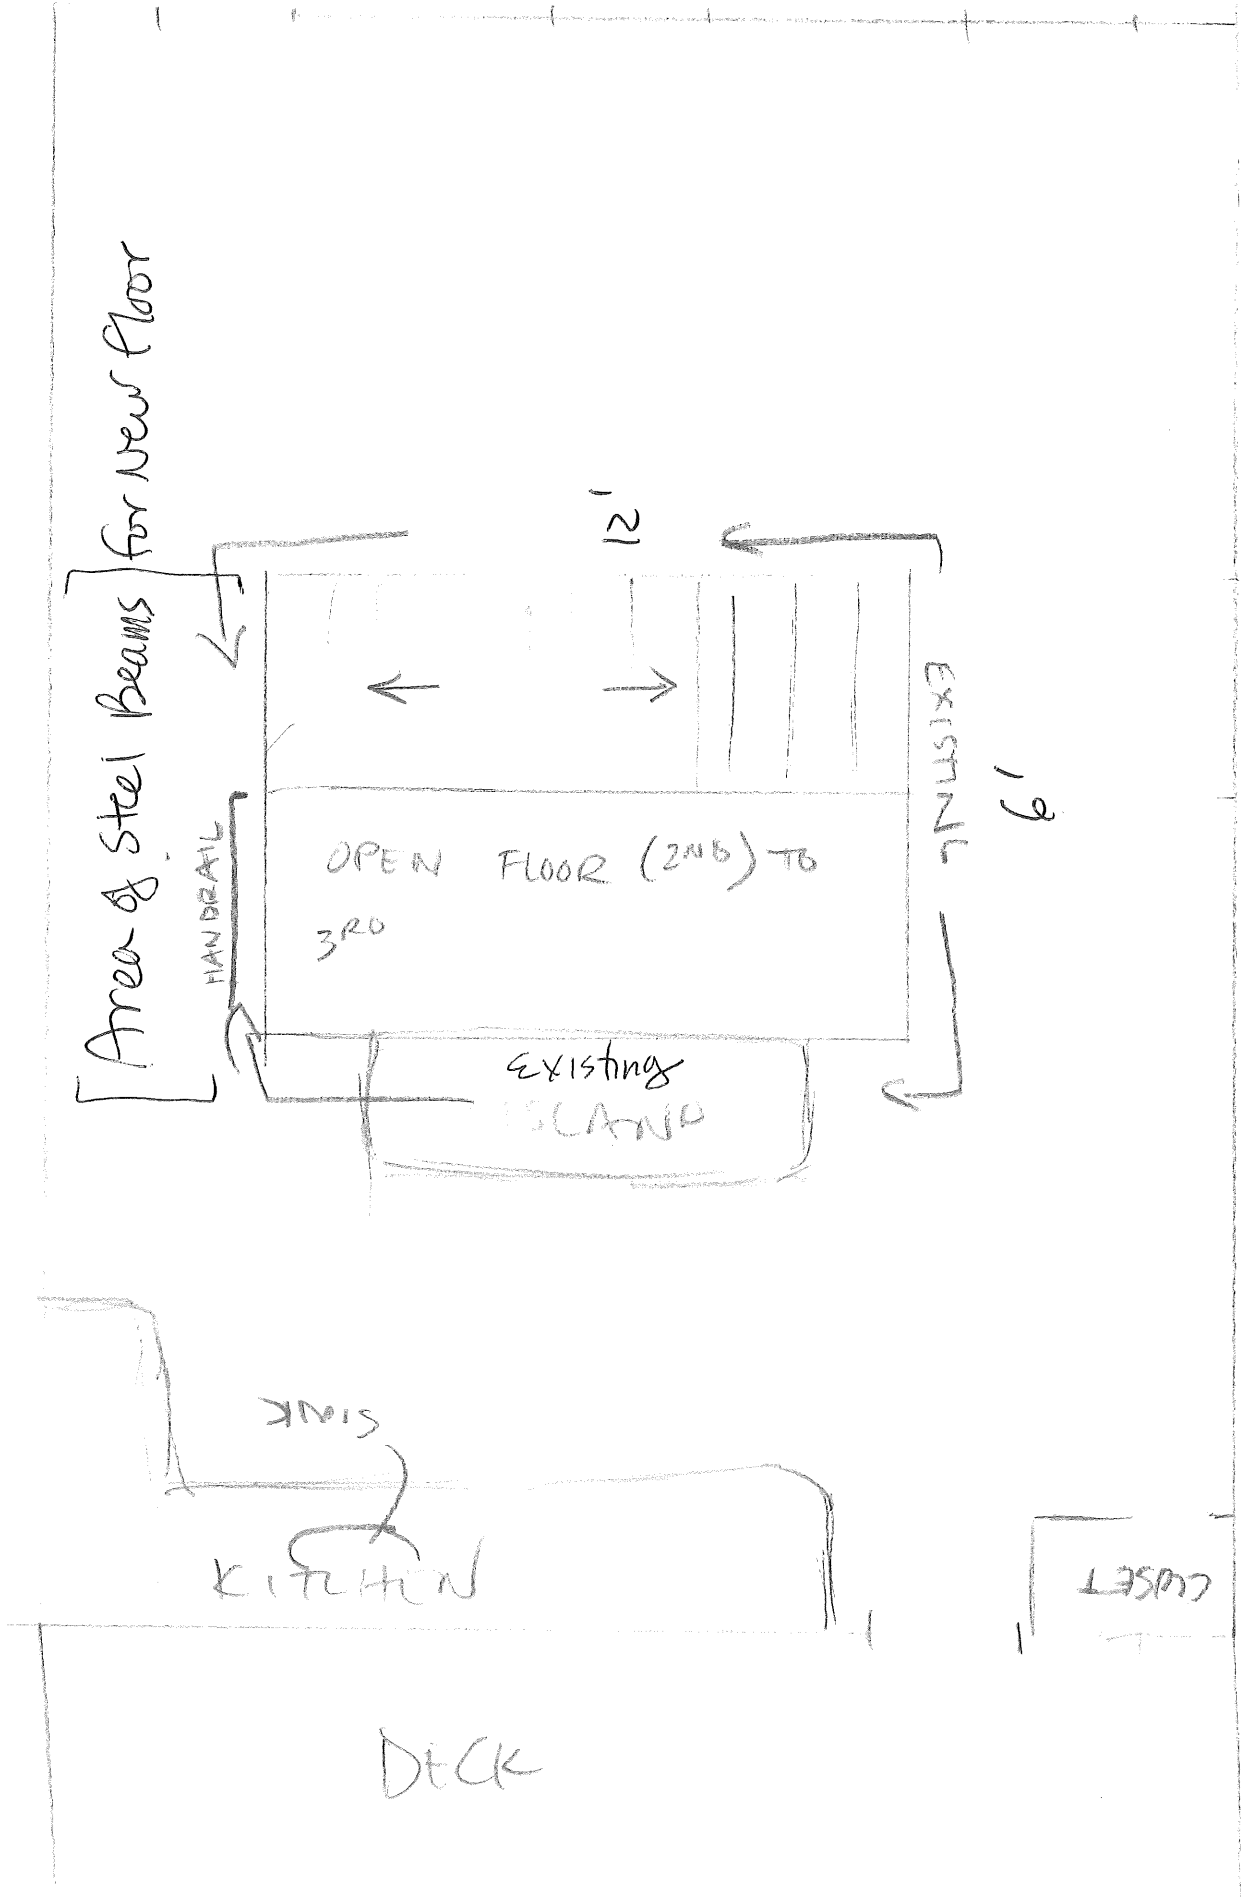 Area of Steel Beams for New floor
12'
EXISTING
6'
HANDRAIL
OPEN FLOOR (2ND) TO
3RD
Existing
ISLAND
SINK
KITCHEN
CLOSET
DECK